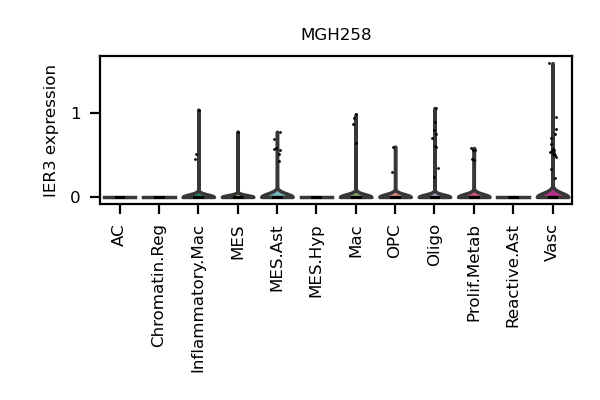 MGH258
IER3 expression
1
0
AC
Chromatin.Reg
Inflammatory.Mac
MES
MES.Ast
MES.Hyp
Mac
OPC
Oligo
Prolif.Metab
Reactive.Ast
Vasc